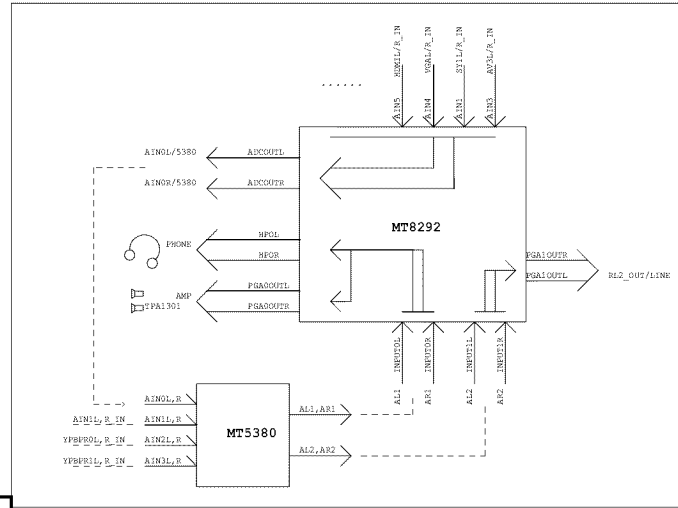 HDMIL/R_IN
VGAL/R_IN
SY1L/R_IN
AV3L/R_IN
......
AIN5
AIN4
AIN1
AIN3
AIN0L/5380
ADCOUTL
AIN0R/5380
ADCOUTR
MT8292
PHONE
HPOL
HPOR
PGA1OUTR
PGA1OUTL
RL2_OUT/LINE
AMP
TPA1301
PGA0OUTL
PGA0OUTR
INPUT0L
INPUT0R
INPUT1L
INPUT1R
AL1
AR1
AL2
AR2
AIN0L,R
AIN1L,R_IN
AIN1L,R
YPBPR0L,R_IN
AIN2L,R
YPBPR1L,R_IN
AIN3L,R
MT5380
AL1,AR1
AL2,AR2